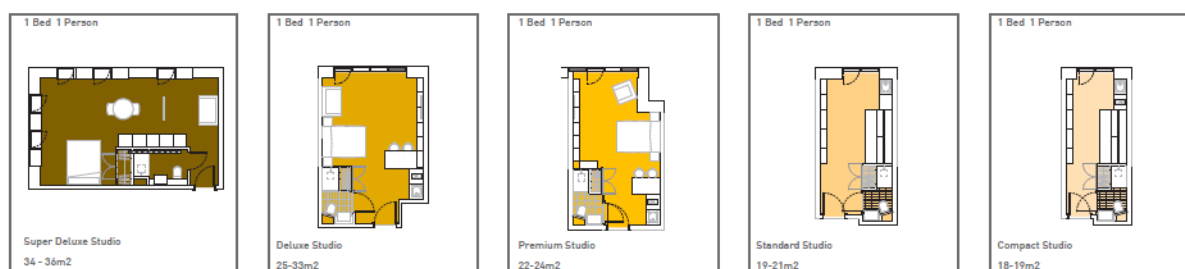 1 Bed 1 Person
Super Deluxe Studio
34 - 36m2
1 Bed 1 Person
Deluxe Studio
25-33m2
1 Bed 1 Person
Premium Studio
22-24m2
1 Bed 1 Person
Standard Studio
19-21m2
1 Bed 1 Person
Compact Studio
18-19m2